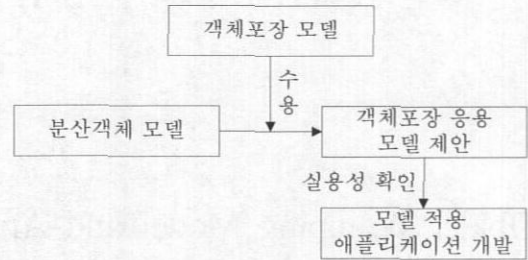 객체포장 모델
수
용
분산객체 모델
객체포장 응용
모델 제안
실용성 확인
모델 적용
애플리케이션 개발